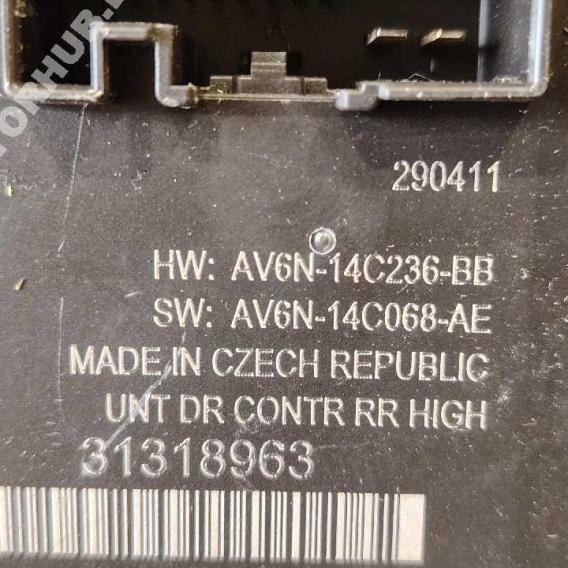 TORHUB.
290411
HW: AV6N-14C236-BB
SW: AV6N-14C068-AE
MADE IN CZECH REPUBLIC
UNT DR CONTR RR HIGH
31318963